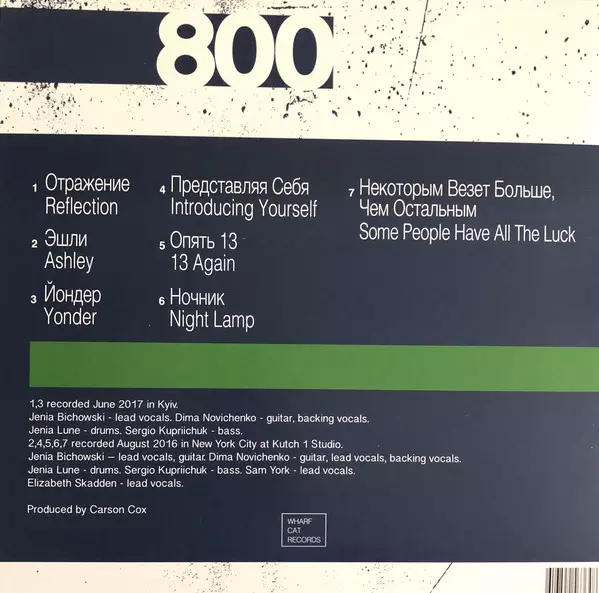 800
1 Отражение
Reflection
2 Эшли
Ashley
3 Йондер
Yonder
4 Представляя Себя
Introducing Yourself
5 Опять 13
13 Again
6 Ночник
Night Lamp
7 Некоторым Везет Больше,
Чем Остальным
Some People Have All The Luck
1,3 recorded June 2017 in Kyiv.
Jenia Bichowski - lead vocals. Dima Novichenko - guitar, backing vocals.
Jenia Lune - drums. Sergio Kupriichuk - bass.
2,4,5,6,7 recorded August 2016 in New York City at Kutch 1 Studio.
Jenia Bichowski – lead vocals, guitar. Dima Novichenko - guitar, lead vocals, backing vocals.
Jenia Lune - drums. Sergio Kupriichuk - bass. Sam York - lead vocals.
Elizabeth Skadden - lead vocals.
Produced by Carson Cox
WHARF
CAT
RECORDS